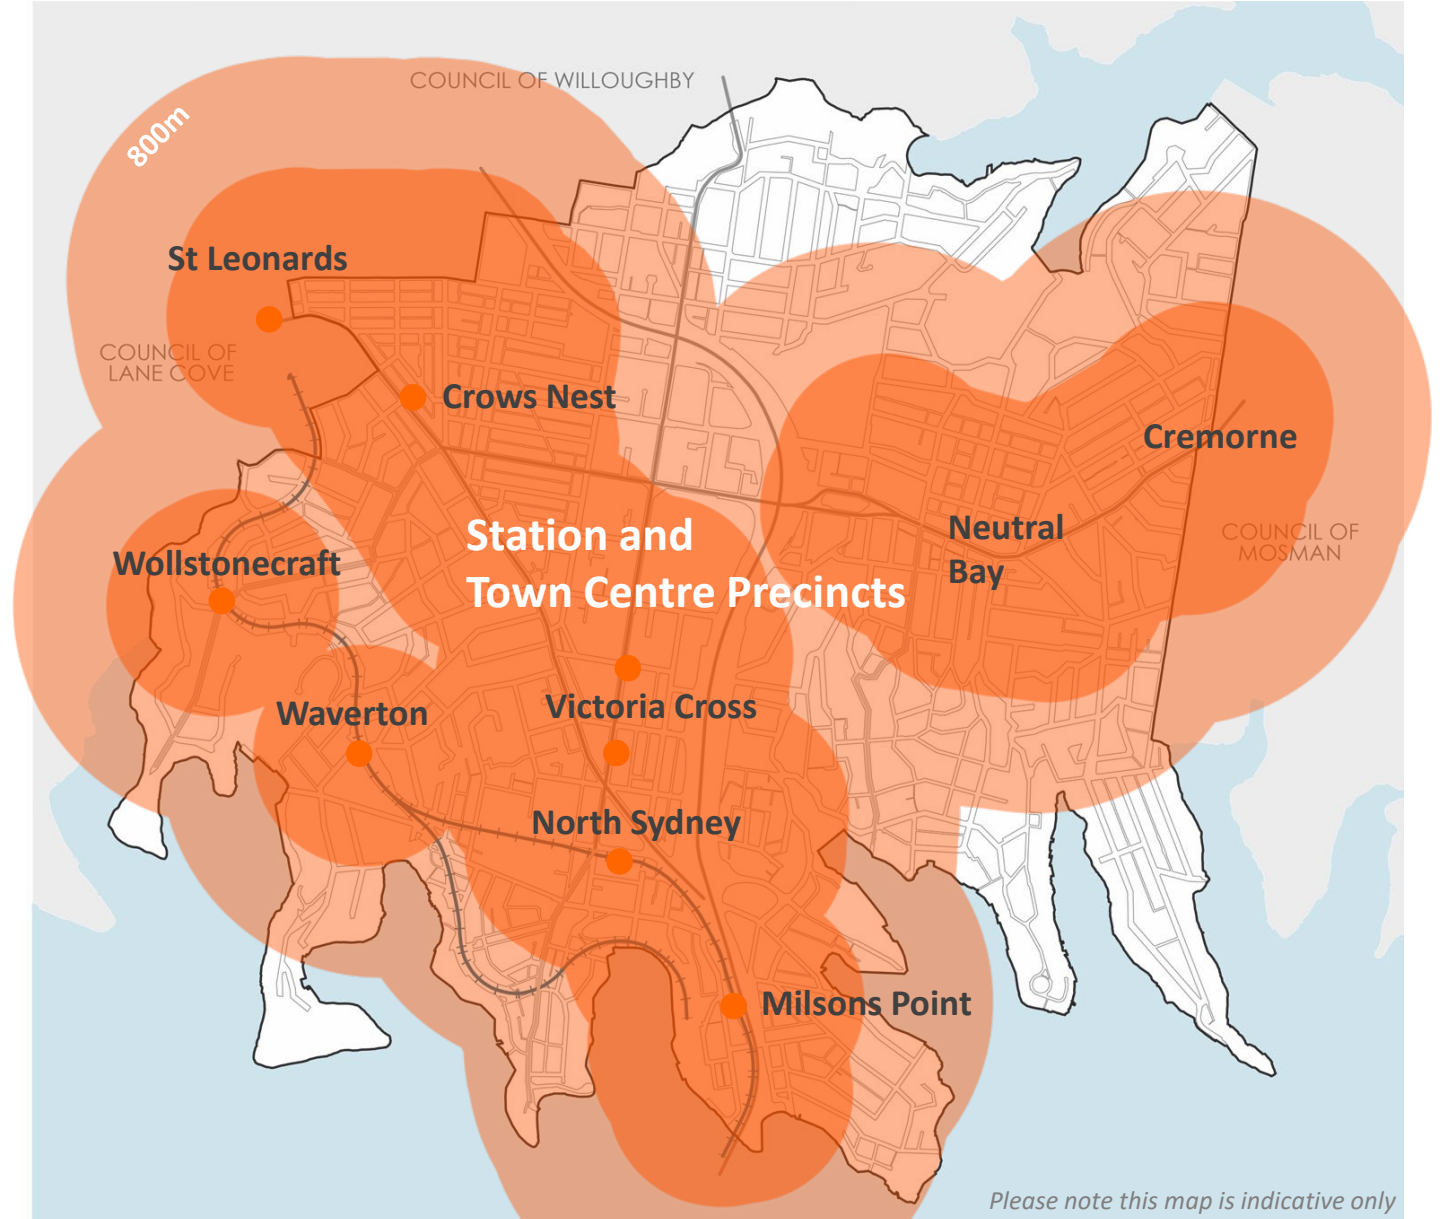 COUNCIL OF WILLOUGHBY
800m
St Leonards
COUNCIL OF
LANE COVE
Crows Nest
Cremorne
Station and
Town Centre Precincts
Neutral
Bay
COUNCIL OF
MOSMAN
Wollstonecraft
Waverton
Victoria Cross
North Sydney
Milsons Point
Please note this map is indicative only